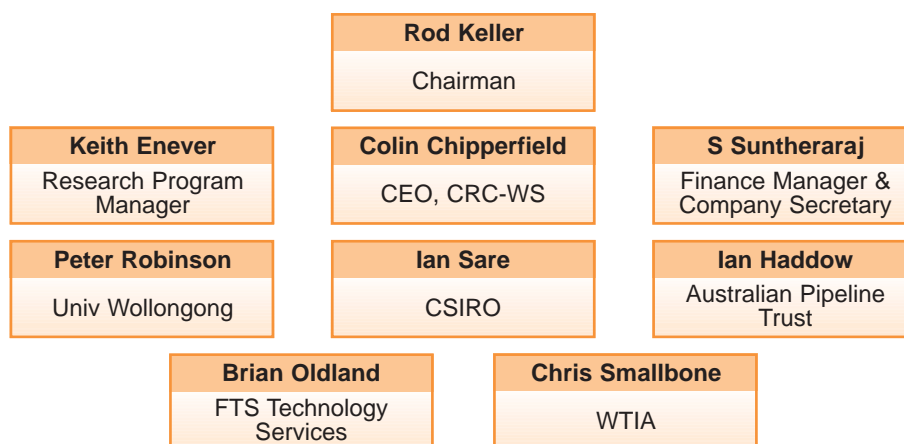 Rod Keller
Chairman
Keith Enever
Research Program
Manager
Colin Chipperfield
CEO, CRC-WS
S Suntheraraj
Finance Manager &
Company Secretary
Peter Robinson
Univ Wollongong
Ian Sare
CSIRO
Ian Haddow
Australian Pipeline
Trust
Brian Oldland
FTS Technology
Services
Chris Smallbone
WTIA